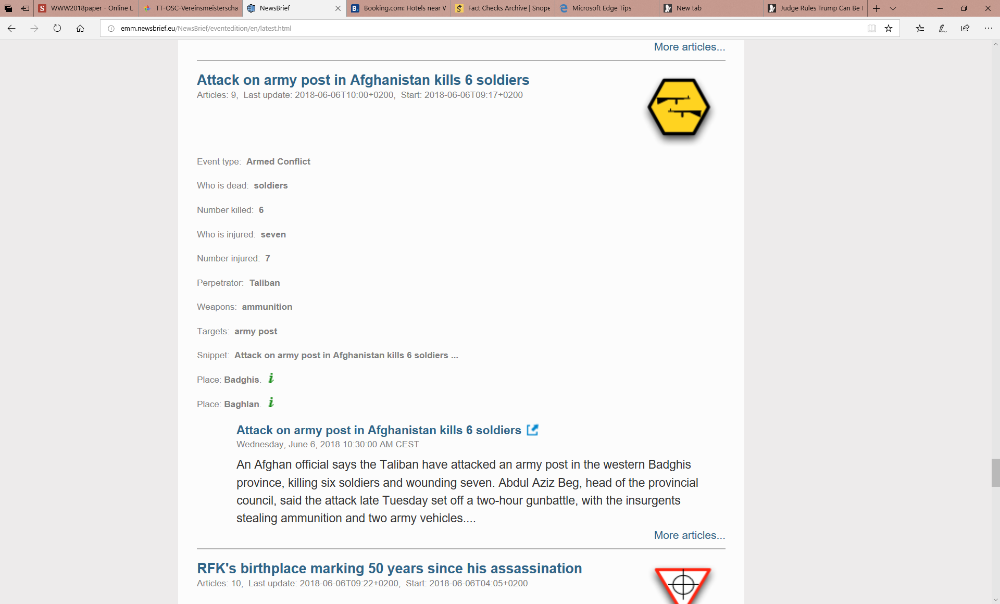 WWW2018paper - Online L
TT-OSC-Vereinsmeisterscha
NewsBrief
Booking.com: Hotels near V
Fact Checks Archive | Snope
Microsoft Edge Tips
New tab
Judge Rules Trump Can Be
emm.newsbrief.eu/NewsBrief/eventedition/en/latest.html
More articles...
Attack on army post in Afghanistan kills 6 soldiers
Articles: 9, Last update: 2018-06-06T10:00+0200, Start: 2018-06-06T09:17+0200
Event type: Armed Conflict
Who is dead: soldiers
Number killed: 6
Who is injured: seven
Number injured: 7
Perpetrator: Taliban
Weapons: ammunition
Targets: army post
Snippet: Attack on army post in Afghanistan kills 6 soldiers ...
Place: Badghis. i
Place: Baghlan. i
Attack on army post in Afghanistan kills 6 soldiers
Wednesday, June 6, 2018 10:30:00 AM CEST
An Afghan official says the Taliban have attacked an army post in the western Badghis
province, killing six soldiers and wounding seven. Abdul Aziz Beg, head of the provincial
council, said the attack late Tuesday set off a two-hour gunbattle, with the insurgents
stealing ammunition and two army vehicles....
More articles...
RFK's birthplace marking 50 years since his assassination
Articles: 10, Last update: 2018-06-06T09:22+0200, Start: 2018-06-06T04:05+0200